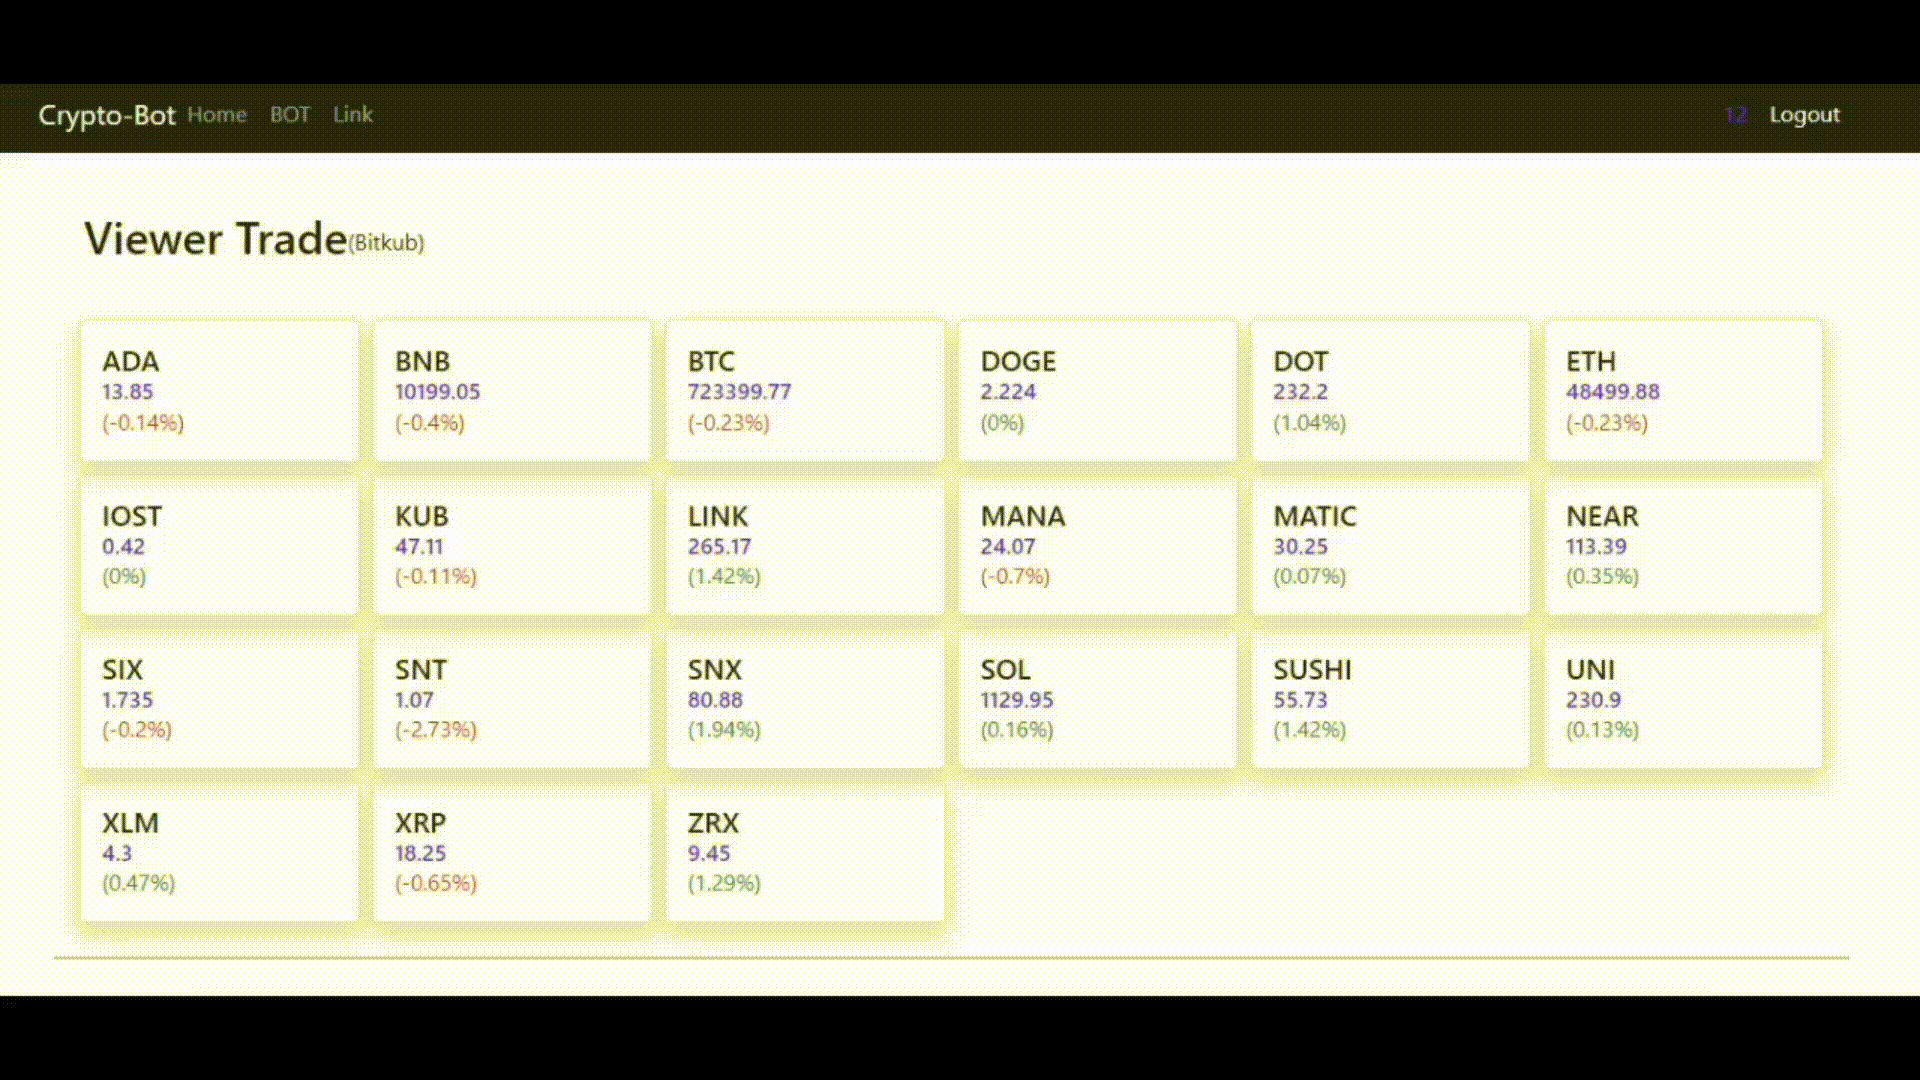 Crypto-Bot Home BOT Link 12 Logout
Viewer Trade(Bitkub)
ADA
13.85
(-0.14%)
BNB
10199.05
(-0.4%)
BTC
723399.77
(-0.23%)
DOGE
2.224
(0%)
DOT
232.2
(1.04%)
ETH
48499.88
(-0.23%)
IOST
0.42
(0%)
KUB
47.11
(-0.11%)
LINK
265.17
(1.42%)
MANA
24.07
(-0.7%)
MATIC
30.25
(0.07%)
NEAR
113.39
(0.35%)
SIX
1.735
(-0.2%)
SNT
1.07
(-2.73%)
SNX
80.88
(1.94%)
SOL
1129.95
(0.16%)
SUSHI
55.73
(1.42%)
UNI
230.9
(0.13%)
XLM
4.3
(0.47%)
XRP
18.25
(-0.65%)
ZRX
9.45
(1.29%)